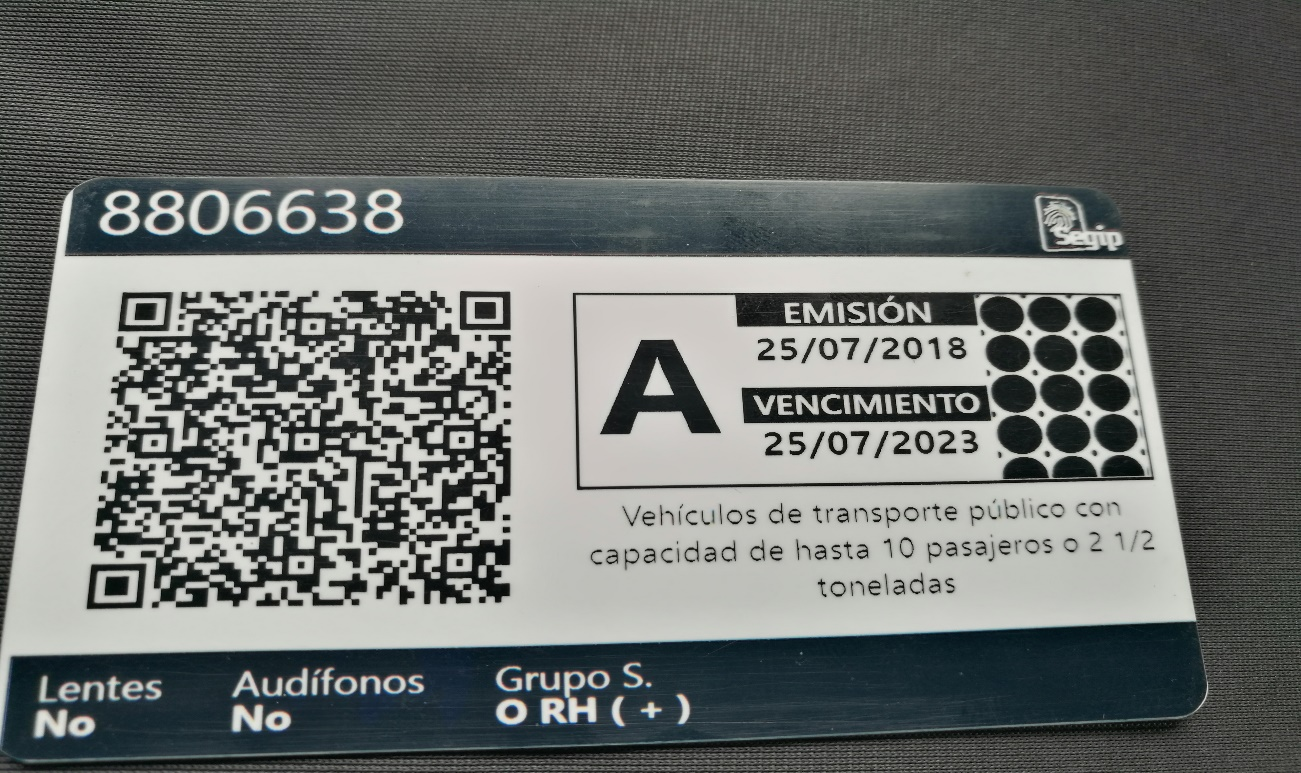 8806638
Segip
EMISIÓN
25/07/2018
A
VENCIMIENTO
25/07/2023
Vehículos de transporte público con
capacidad de hasta 10 pasajeros o 2 1/2
toneladas
Lentes Audífonos Grupo S.
No No O RH ( + )